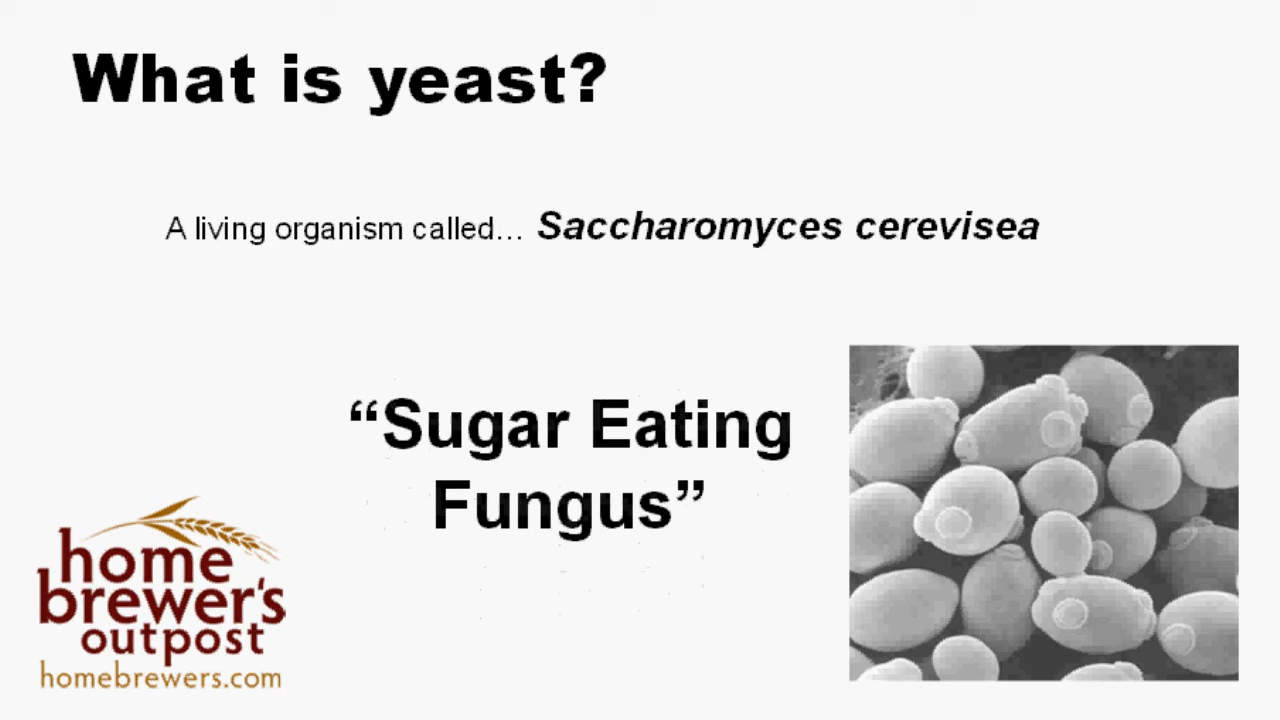 What is yeast?
A living organism called... Saccharomyces cerevisea
“Sugar Eating
Fungus”
home
brewer's
outpost
homebrewers.com